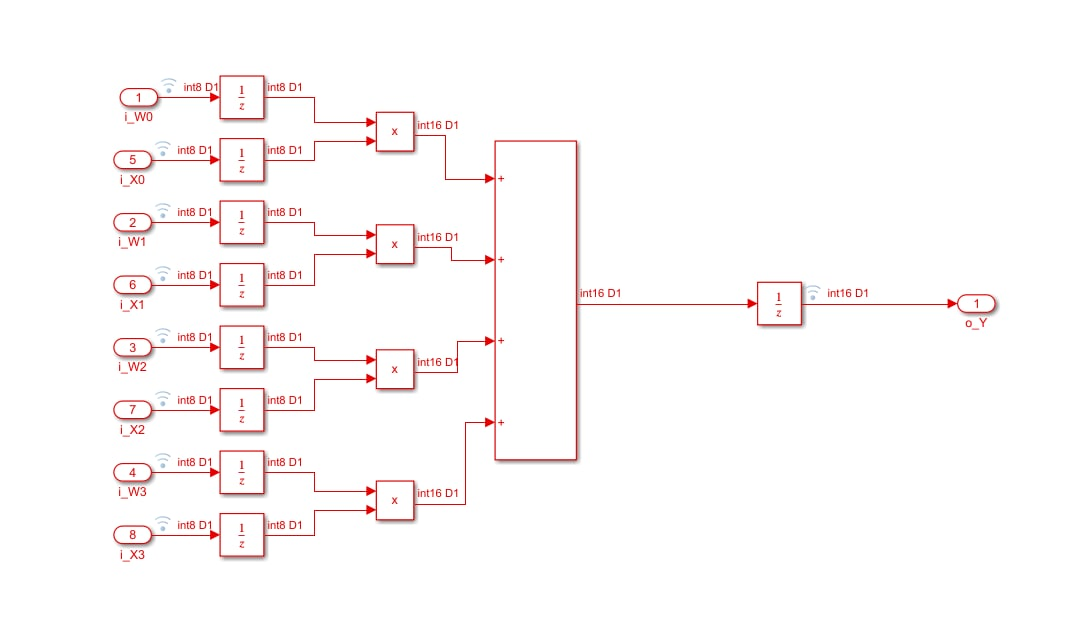 1 int8 D1 1/z int8 D1
i_W0
x int16 D1
5 int8 D1 1/z int8 D1
i_X0
+
2 int8 D1 1/z int8 D1
i_W1
x int16 D1
+
6 int8 D1 1/z int8 D1
i_X1
int16 D1 1/z int16 D1 1
o_Y
3 int8 D1 1/z int8 D1
i_W2
+
x int16 D1
7 int8 D1 1/z int8 D1
i_X2
+
4 int8 D1 1/z int8 D1
i_W3
x int16 D1
8 int8 D1 1/z int8 D1
i_X3